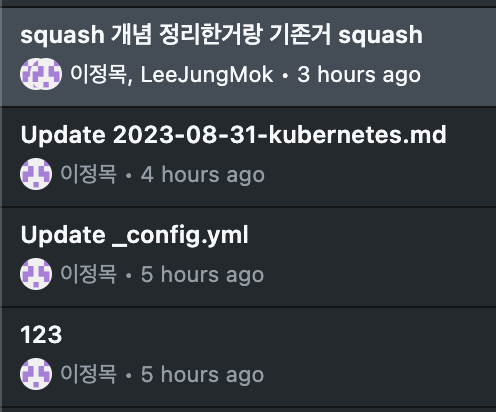 squash 개념 정리한거랑 기존거 squash
이정목, LeeJungMok • 3 hours ago
Update 2023-08-31-kubernetes.md
이정목 • 4 hours ago
Update _config.yml
이정목 • 5 hours ago
123
이정목 • 5 hours ago